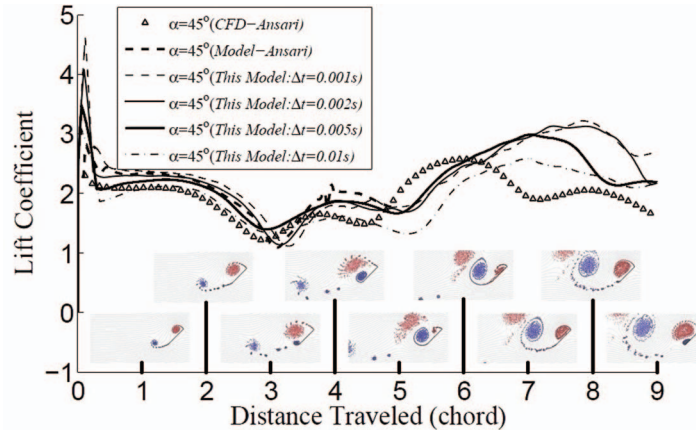 5
4
3
2
1
0
−1
Lift Coefficient
α=45°(CFD−Ansari)
α=45°(Model−Ansari)
α=45°(This Model:Δt=0.001s)
α=45°(This Model:Δt=0.002s)
α=45°(This Model:Δt=0.005s)
α=45°(This Model:Δt=0.01s)
0 1 2 3 4 5 6 7 8 9
Distance Traveled (chord)